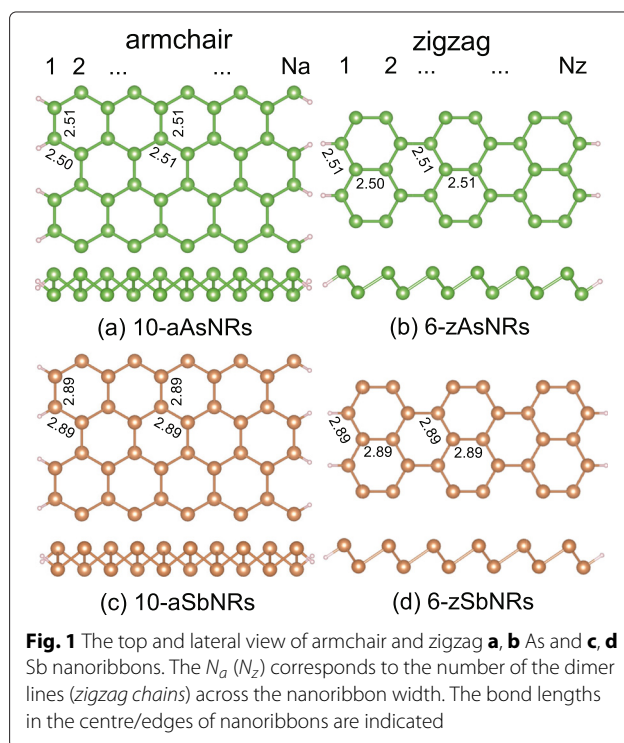 armchair
zigzag
1 2 ... ... Na
1 2 ... ... Nz
2.51
2.51
2.50
2.51
2.51
2.51
2.50
2.51
(a) 10-aAsNRs
(b) 6-zAsNRs
2.89
2.89
2.89
2.89
2.89
2.89
2.89
2.89
(c) 10-aSbNRs
(d) 6-zSbNRs
Fig. 1 The top and lateral view of armchair and zigzag a, b As and c, d
Sb nanoribbons. The Na (Nz) corresponds to the number of the dimer
lines (zigzag chains) across the nanoribbon width. The bond lengths
in the centre/edges of nanoribbons are indicated